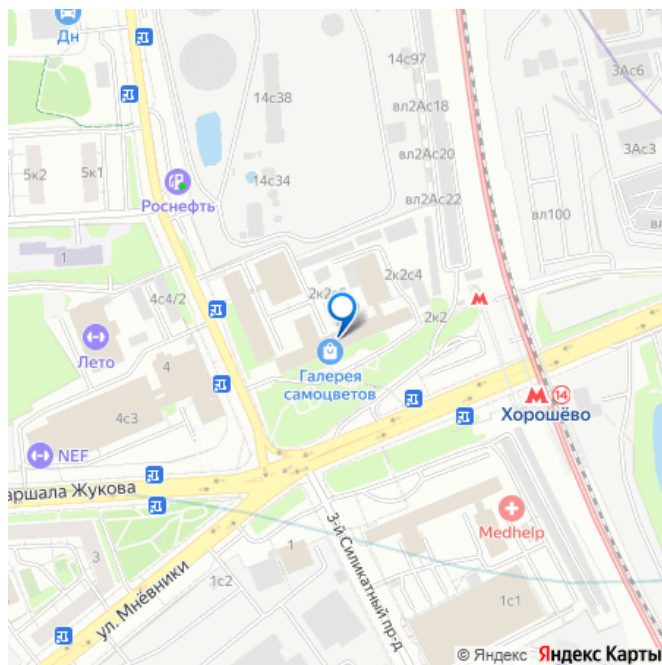 Дн
14с97
3Ас6
14с38
вл2Ас18
5к2
5к1
вл2Ас20
3Ас3
14с34
Роснефть
вл2Ас22
вл100
1
4с4/2
2к2с4
2к2
Лето
4
Галерея
самоцветов
14
Хорошёво
4с3
NEF
аршала Жукова
Medhelp
3-й Силикатный пр-д
3
1
ул. Мнёвники
1с2
1с1
© Яндекс Яндекс Карты